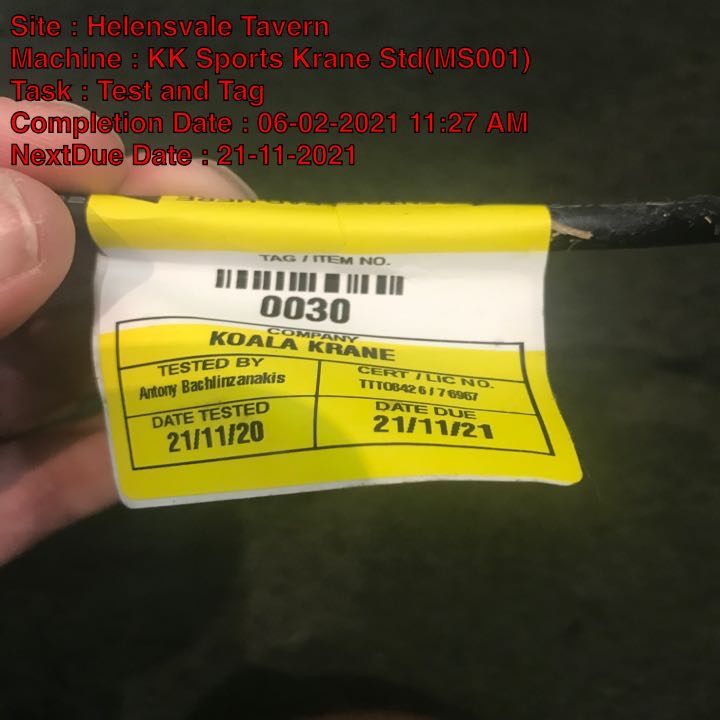 Site : Helensvale Tavern
Machine : KK Sports Krane Std(MS001)
Task : Test and Tag
Completion Date : 06-02-2021 11:27 AM
NextDue Date : 21-11-2021
TAG / ITEM NO.
0030
COMPANY
KOALA KRANE
TESTED BY
Antony Bachlinzanakis
CERT / LIC NO.
TTT08426 / 76967
DATE TESTED
21/11/20
DATE DUE
21/11/21